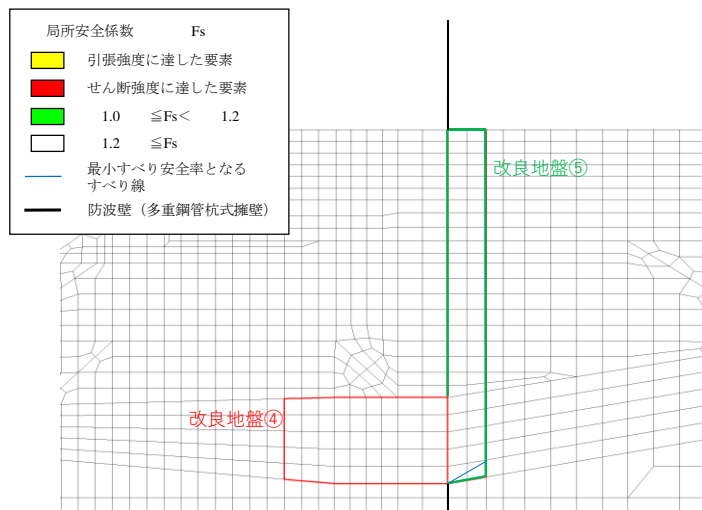 局所安全係数 Fs
引張強度に達した要素
せん断強度に達した要素
1.0 ≦Fs＜ 1.2
1.2 ≦Fs
最小すべり安全率となる
すべり線
防波壁（多重鋼管杭式擁壁）
改良地盤⑤
改良地盤④